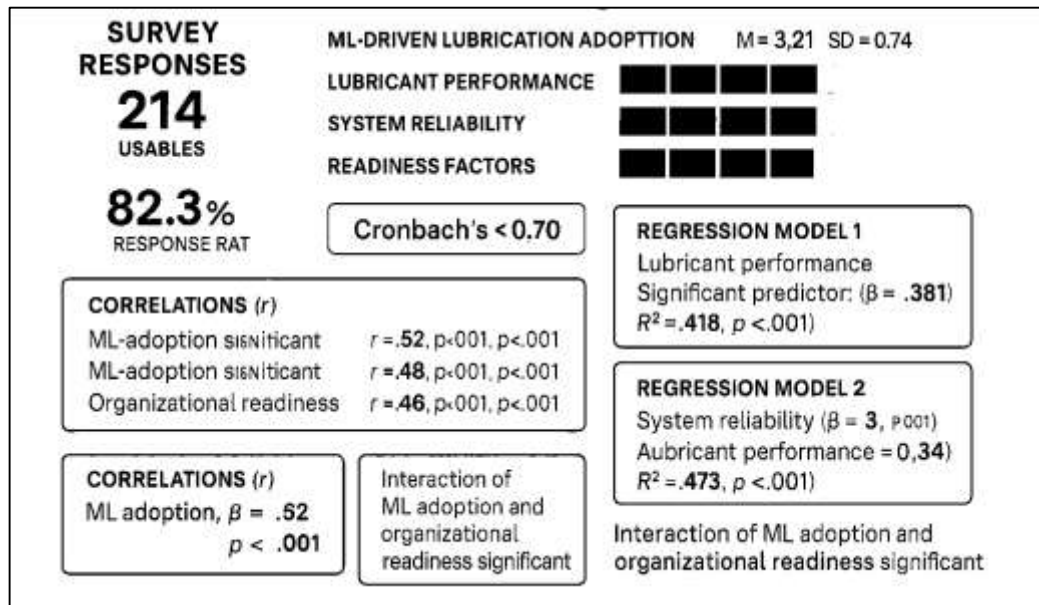 SURVEY
RESPONSES
214
USABLES
82.3%
RESPONSE RAT
ML-DRIVEN LUBRICATION ADOPTTION M = 3,21 SD = 0.74
LUBRICANT PERFORMANCE
SYSTEM RELIABILITY
READINESS FACTORS
Cronbach's < 0.70
CORRELATIONS (r)
ML-adoption sıɢɴiticant r = .52, p<001, p<.001
ML-adoption sıɢɴiticant r = .48, p<001, p<.001
Organizational readiness r = .46, p<001, p<.001
CORRELATIONS (r)
ML adoption, β = .52
p < .001
Interaction of
ML adoption and
organizational
readiness significant
REGRESSION MODEL 1
Lubricant performance
Significant predictor: (β = .381)
R² = .418, p <.001)
REGRESSION MODEL 2
System reliability (β = 3, P 001)
Aubricant performance = 0,34)
R² = .473, p <.001)
Interaction of ML adoption and
organizational readiness significant